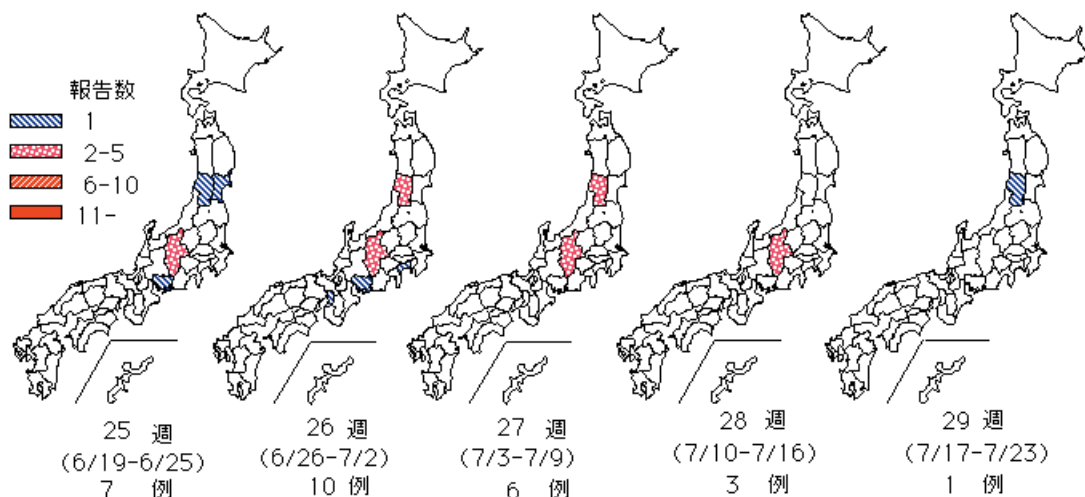 報告数
1
2-5
6-10
11-
25 週
(6/19-6/25)
7 例
26 週
(6/26-7/2)
10 例
27 週
(7/3-7/9)
6 例
28 週
(7/10-7/16)
3 例
29 週
(7/17-7/23)
1 例